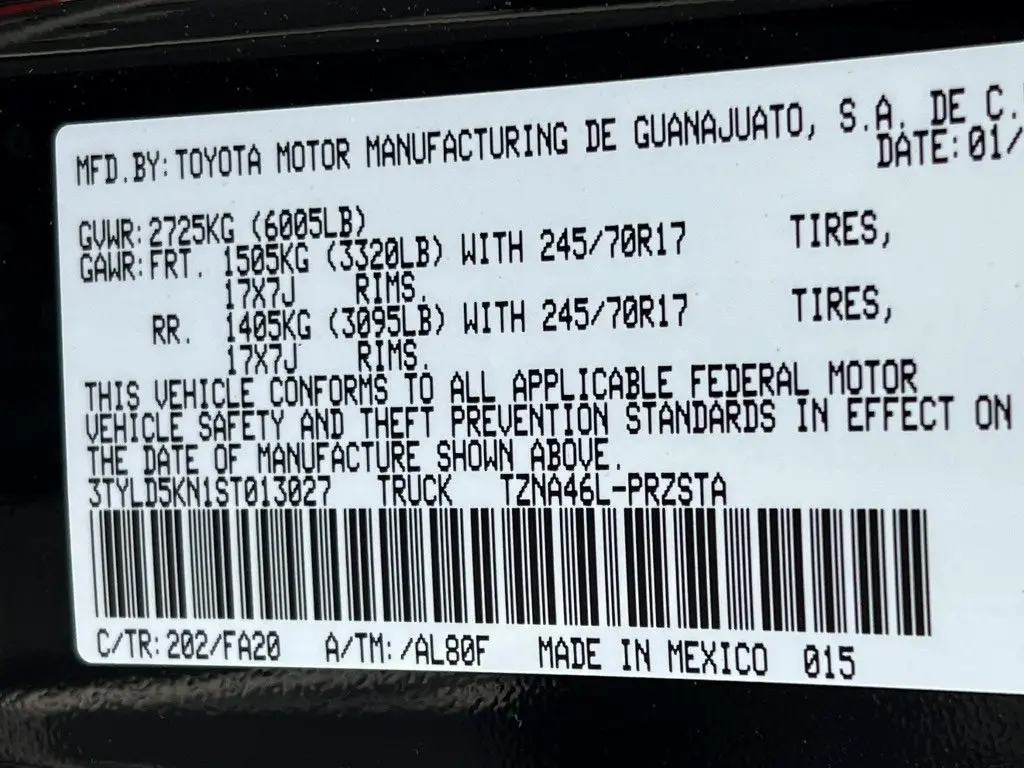 MFD.BY:TOYOTA MOTOR MANUFACTURING DE GUANAJUATO, S.A. DE C.
DATE:01/
GVWR:2725KG (6005LB)
GAWR:FRT. 1505KG (3320LB) WITH 245/70R17 TIRES,
17X7J RIMS.
RR. 1405KG (3095LB) WITH 245/70R17 TIRES,
17X7J RIMS.
THIS VEHICLE CONFORMS TO ALL APPLICABLE FEDERAL MOTOR
VEHICLE SAFETY AND THEFT PREVENTION STANDARDS IN EFFECT ON
THE DATE OF MANUFACTURE SHOWN ABOVE.
3TYLD5KN1ST013027 TRUCK TZNA46L-PRZSTA
C/TR:202/FA20 A/TM:/AL80F MADE IN MEXICO 015